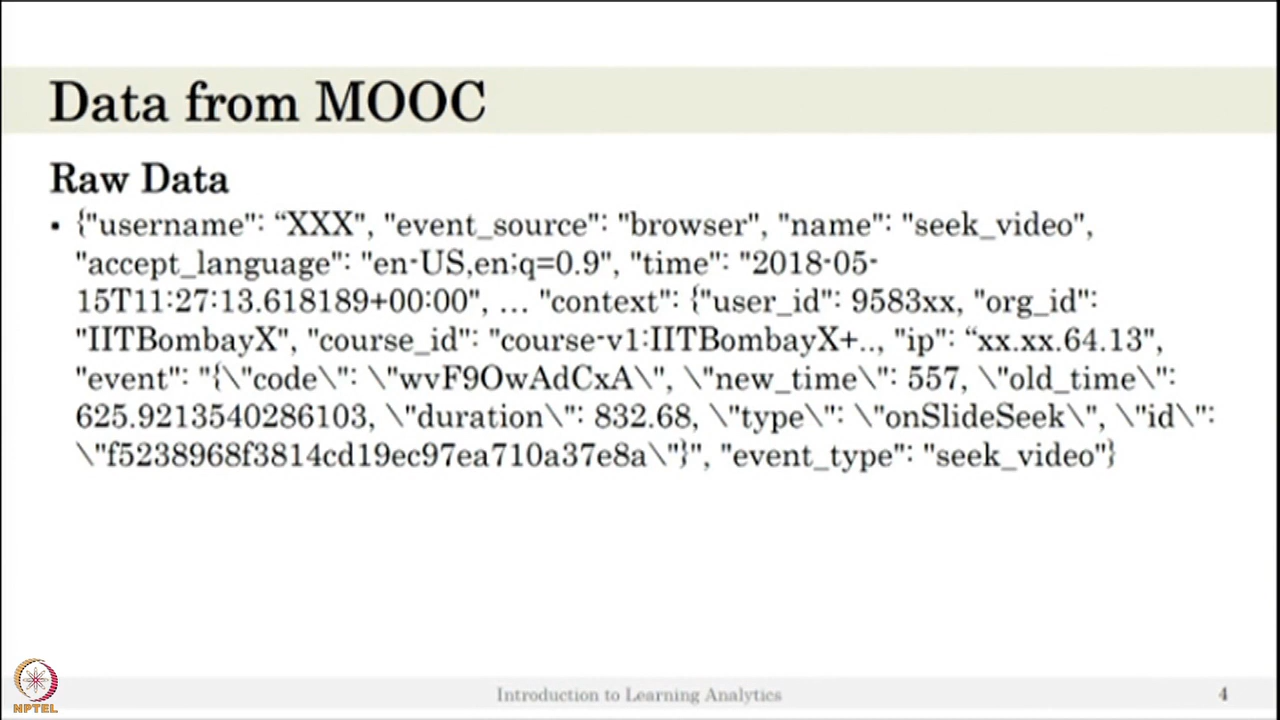 Data from MOOC
Raw Data
• {"username": “XXX", "event_source": "browser", "name": "seek_video",
"accept_language": "en-US,en;q=0.9", "time": "2018-05-
15T11:27:13.618189+00:00", … "context": {"user_id": 9583xx, "org_id":
"IITBombayX", "course_id": "course-v1:IITBombayX+.., "ip": “xx.xx.64.13",
"event": "{\"code\": \"wvF9OwAdCxA\", \"new_time\": 557, \"old_time\":
625.9213540286103, \"duration\": 832.68, \"type\": \"onSlideSeek\", \"id\":
\"f5238968f3814cd19ec97ea710a37e8a\"}", "event_type": "seek_video"}
NPTEL
Introduction to Learning Analytics
4